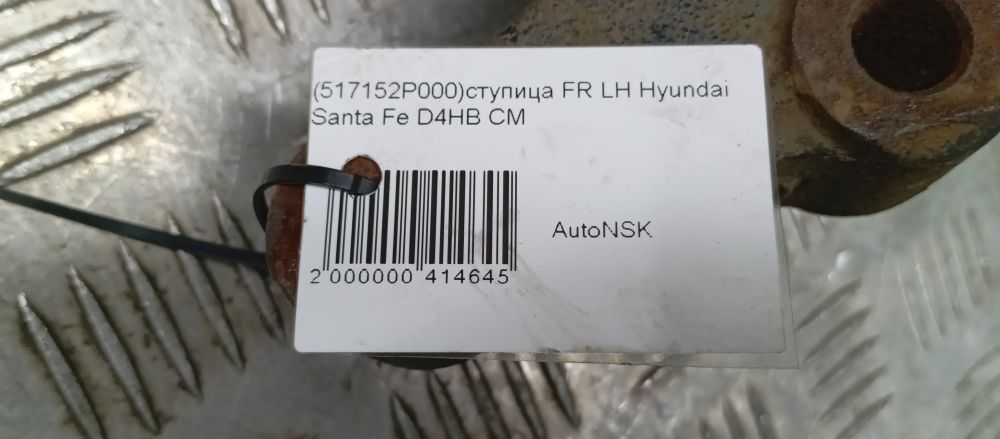 (517152P000)ступица FR LH Hyundai
Santa Fe D4HB CM
AutoNSK
2 000000 414645